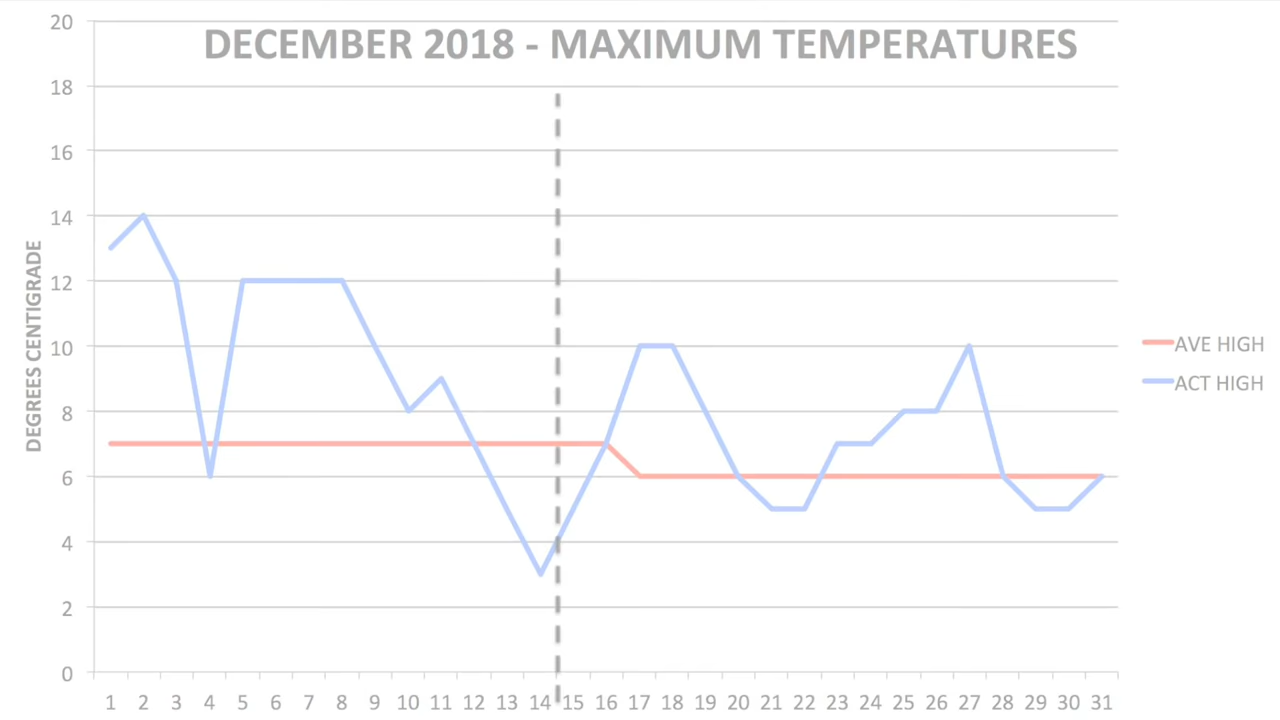 DECEMBER 2018 - MAXIMUM TEMPERATURES
20
18
16
14
12
10
8
6
4
2
0
DEGREES CENTIGRADE
AVE HIGH
ACT HIGH
1 2 3 4 5 6 7 8 9 10 11 12 13 14 15 16 17 18 19 20 21 22 23 24 25 26 27 28 29 30 31